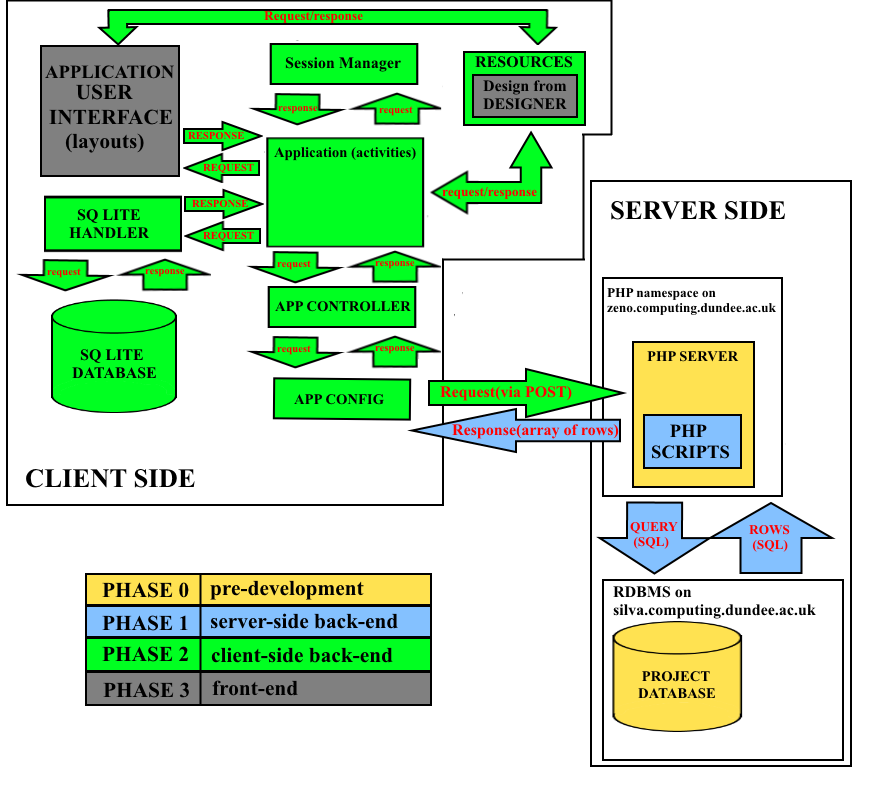 Request/response
APPLICATION
USER
INTERFACE
(layouts)
Session Manager
RESOURCES
Design from
DESIGNER
response
request
RESPONSE
REQUEST
Application (activities)
request/response
SQ LITE
HANDLER
RESPONSE
REQUEST
request
response
request
response
APP CONTROLLER
SQ LITE
DATABASE
request
response
APP CONFIG
Request(via POST)
Response(array of rows)
CLIENT SIDE
SERVER SIDE
PHP namespace on
zeno.computing.dundee.ac.uk
PHP SERVER
PHP
SCRIPTS
QUERY
(SQL)
ROWS
(SQL)
RDBMS on
silva.computing.dundee.ac.uk
PROJECT
DATABASE
PHASE 0 pre-development
PHASE 1 server-side back-end
PHASE 2 client-side back-end
PHASE 3 front-end